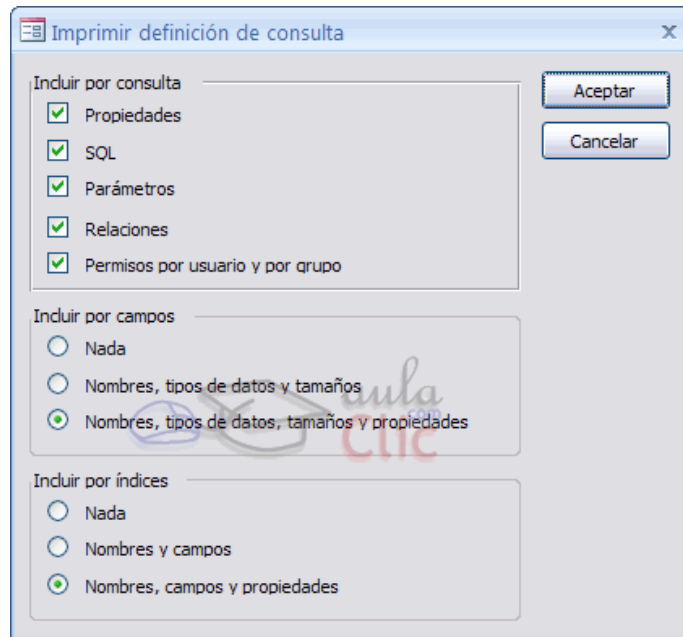 Imprimir definición de consulta
Incluir por consulta
Propiedades
SQL
Parámetros
Relaciones
Permisos por usuario y por grupo
Aceptar
Cancelar
Incluir por campos
Nada
Nombres, tipos de datos y tamaños
Nombres, tipos de datos, tamaños y propiedades
aula
Clic
com
Incluir por índices
Nada
Nombres y campos
Nombres, campos y propiedades